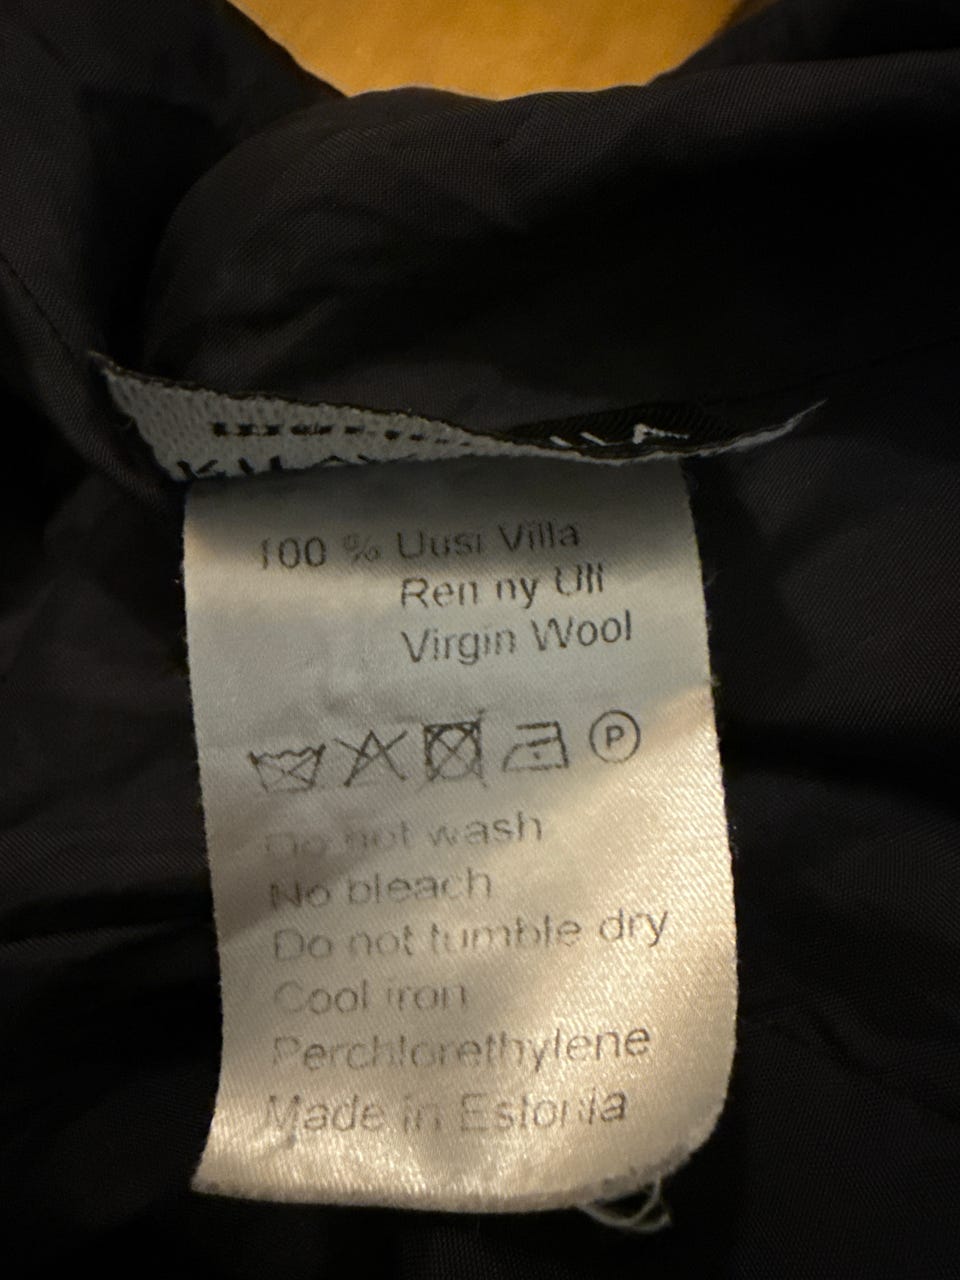 100 % Uusi Villa
Ren ny Ull
Virgin Wool
P
Do not wash
No bleach
Do not tumble dry
Cool iron
Perchlorethylene
Made in Estonia